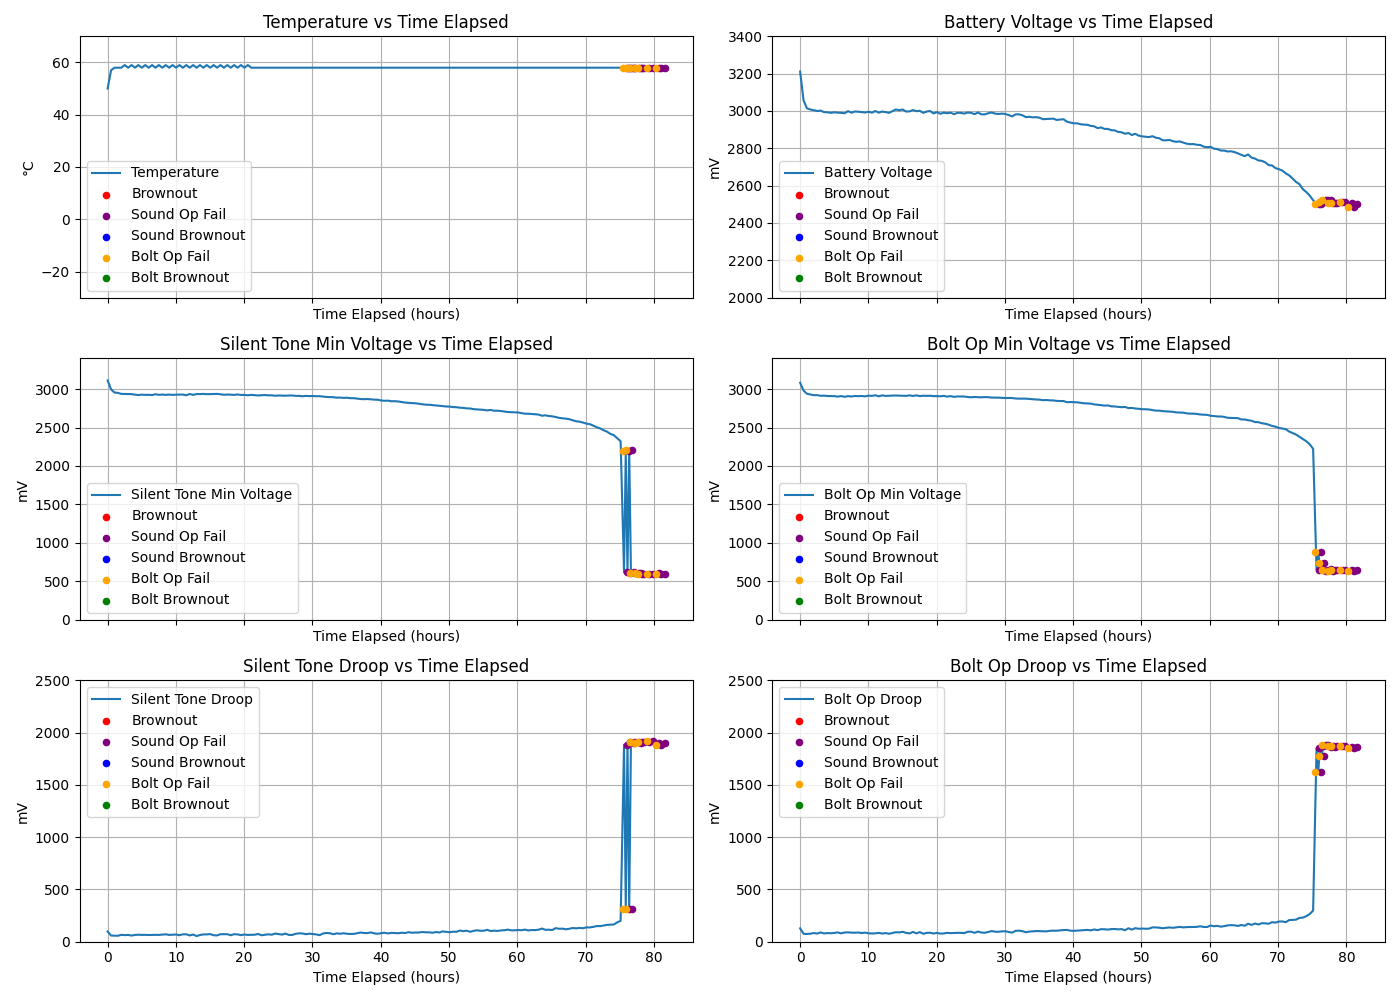 Temperature vs Time Elapsed
60
40
20
0
−20
°C
Temperature
Brownout
Sound Op Fail
Sound Brownout
Bolt Op Fail
Bolt Brownout
Time Elapsed (hours)
Battery Voltage vs Time Elapsed
3400
3200
3000
2800
2600
2400
2200
2000
mV
Battery Voltage
Brownout
Sound Op Fail
Sound Brownout
Bolt Op Fail
Bolt Brownout
Time Elapsed (hours)
Silent Tone Min Voltage vs Time Elapsed
3000
2500
2000
1500
1000
500
0
mV
Silent Tone Min Voltage
Brownout
Sound Op Fail
Sound Brownout
Bolt Op Fail
Bolt Brownout
Time Elapsed (hours)
Bolt Op Min Voltage vs Time Elapsed
3000
2500
2000
1500
1000
500
0
mV
Bolt Op Min Voltage
Brownout
Sound Op Fail
Sound Brownout
Bolt Op Fail
Bolt Brownout
Time Elapsed (hours)
Silent Tone Droop vs Time Elapsed
2500
2000
1500
1000
500
0
mV
Silent Tone Droop
Brownout
Sound Op Fail
Sound Brownout
Bolt Op Fail
Bolt Brownout
0 10 20 30 40 50 60 70 80
Time Elapsed (hours)
Bolt Op Droop vs Time Elapsed
2500
2000
1500
1000
500
0
mV
Bolt Op Droop
Brownout
Sound Op Fail
Sound Brownout
Bolt Op Fail
Bolt Brownout
0 10 20 30 40 50 60 70 80
Time Elapsed (hours)